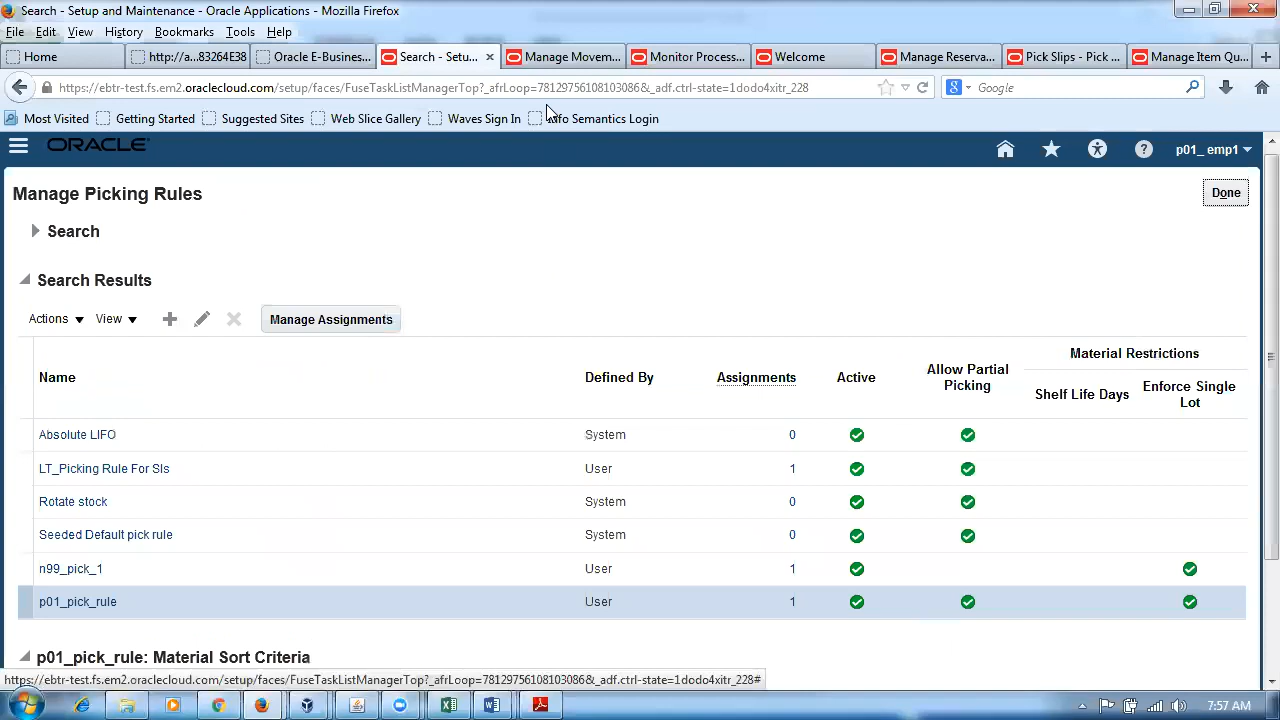 Search - Setup and Maintenance - Oracle Applications - Mozilla Firefox
File Edit View History Bookmarks Tools Help
Home http://a...83264E38 Oracle E-Busines... Search - Setu... × Manage Movem... Monitor Process... Welcome Manage Reserva... Pick Slips - Pick ... Manage Item Qu... +
https://ebtr-test.fs.em2.oraclecloud.com/setup/faces/FuseTaskListManagerTop?_afrLoop=78129756108103086&_adf.ctrl-state=1dodo4xitr_228 Google
Most Visited Getting Started Suggested Sites Web Slice Gallery Waves Sign In Info Semantics Login
ORACLE p01_ emp1
Manage Picking Rules Done
Search
Search Results
Actions View Manage Assignments
Material Restrictions
Name Defined By Assignments Active Allow Partial Picking Shelf Life Days Enforce Single Lot
Absolute LIFO System 0
LT_Picking Rule For Sls User 1
Rotate stock System 0
Seeded Default pick rule System 0
n99_pick_1 User 1
p01_pick_rule User 1
p01_pick_rule: Material Sort Criteria
https://ebtr-test.fs.em2.oraclecloud.com/setup/faces/FuseTaskListManagerTop?_afrLoop=78129756108103086&_adf.ctrl-state=1dodo4xitr_228#
7:57 AM